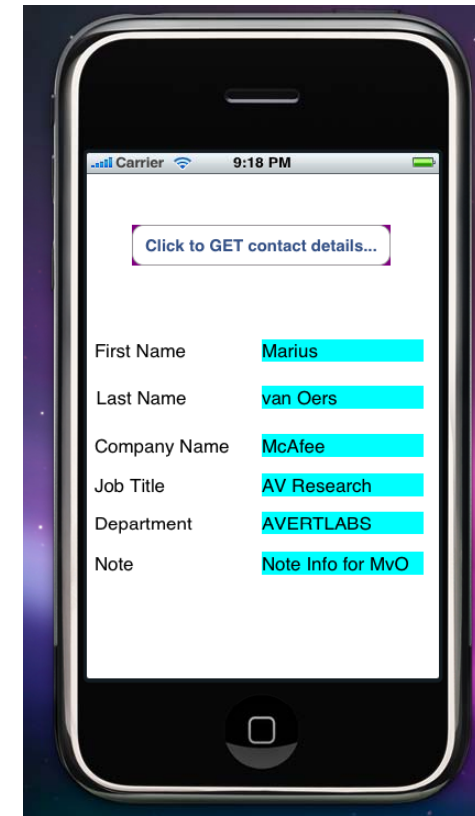 Carrier 9:18 PM
Click to GET contact details...
First Name Marius
Last Name van Oers
Company Name McAfee
Job Title AV Research
Department AVERTLABS
Note Note Info for MvO